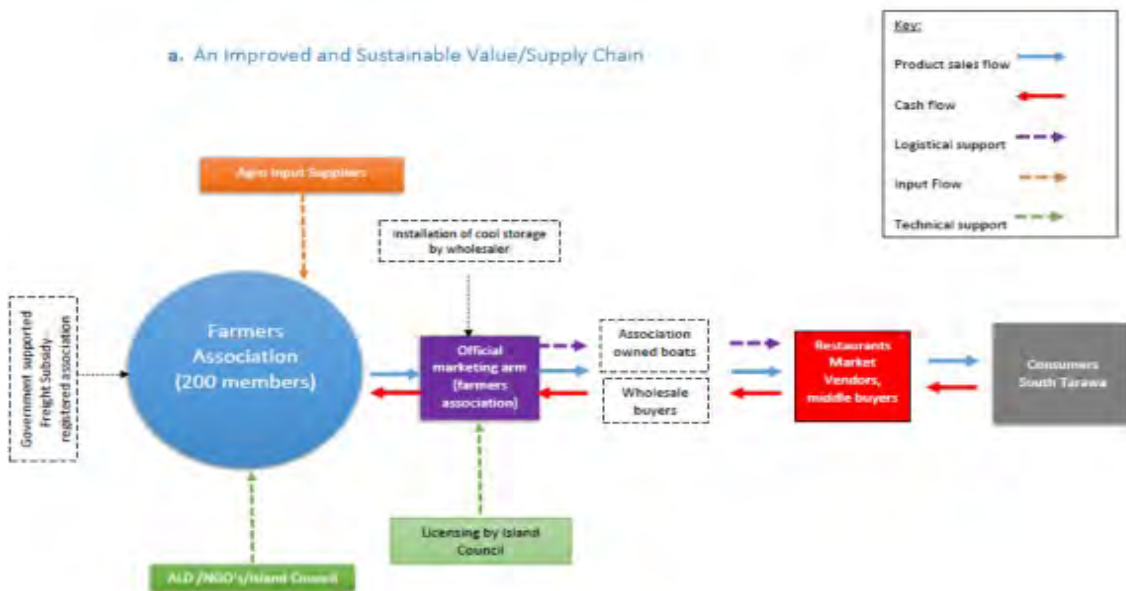 a. An Improved and Sustainable Value/Supply Chain
Key:
Product sales flow
Cash flow
Logistical support
Input Flow
Technical support
Agro Input Suppliers
Installation of cool storage
by wholesaler
Government supported
Freight Subsidy-
registered association
Farmers
Association
(200 members)
Official
marketing arm
(farmers
association)
Association
owned boats
Wholesale
buyers
Restaurants
Market
Vendors,
middle buyers
Consumers
South Tarawa
Licensing by Island
Council
ALD /NGO's/Island Council